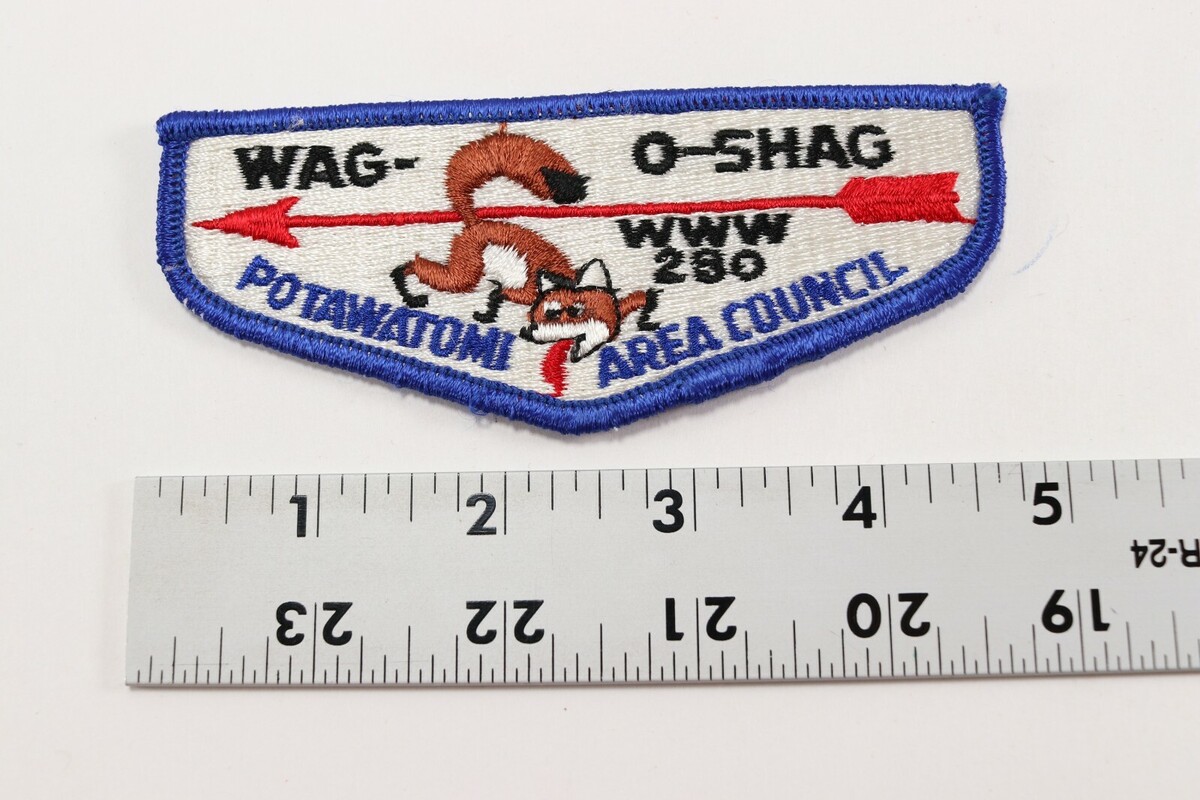 WAG-O-SHAG
WWW
280
POTAWATOMI AREA COUNCIL
1 2 3 4 5
R-24
23 22 21 20 19